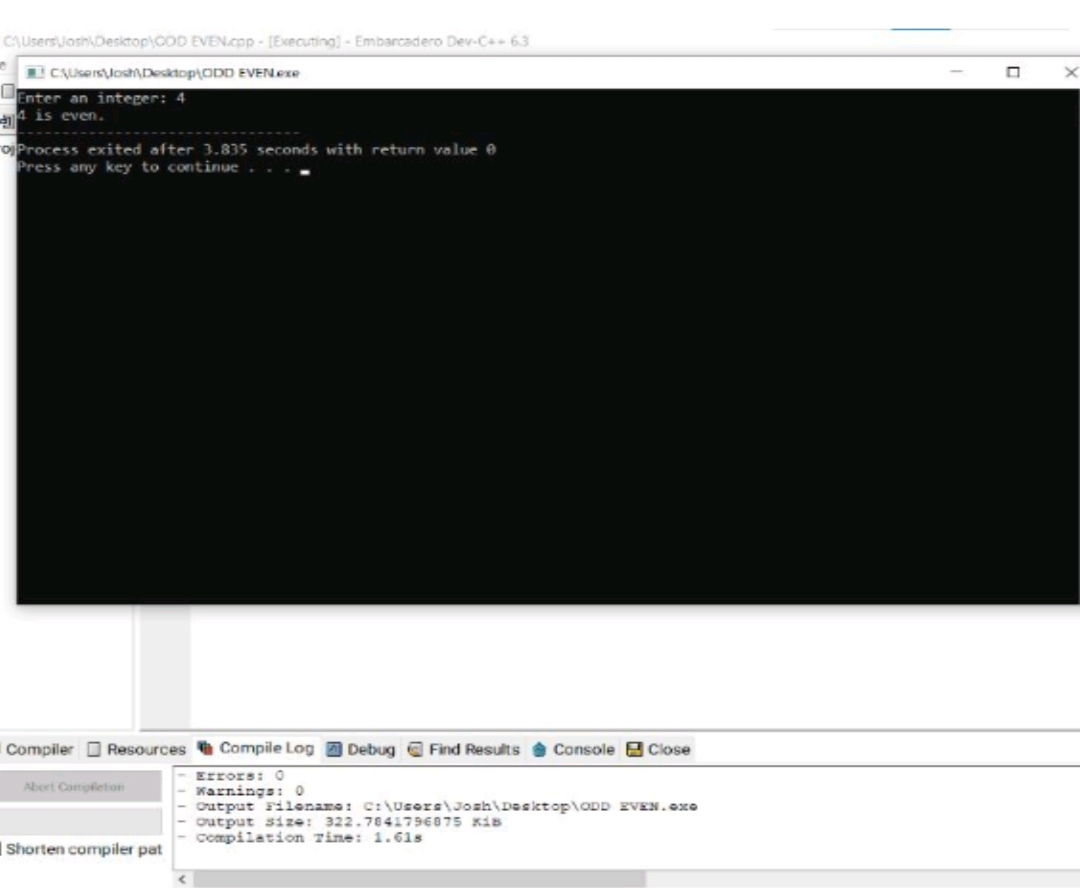 C:\Users\Josh\Desktop\ODD EVEN.cpp - [Executing] - Embarcadero Dev-C++ 6.3
C:\Users\Josh\Desktop\ODD EVEN.exe
Enter an integer: 4
4 is even.
--------------------------------
Process exited after 3.835 seconds with return value 0
Press any key to continue . . .
Compiler Resources Compile Log Debug Find Results Console Close
Abort Compilation
Shorten compiler pat
- Errors: 0
- Warnings: 0
- Output Filename: C:\Users\Josh\Desktop\ODD EVEN.exe
- Output Size: 322.7841796875 KiB
- Compilation Time: 1.61s